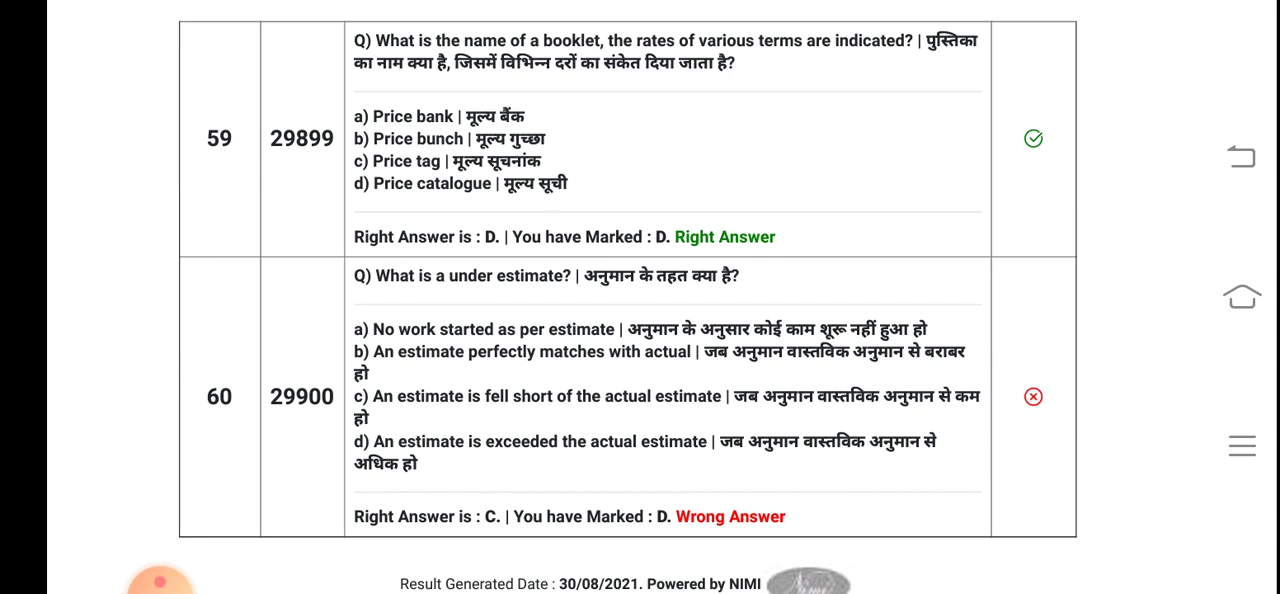 Q) What is the name of a booklet, the rates of various terms are indicated? | पुस्तिका
का नाम क्या है, जिसमें विभिन्न दरों का संकेत दिया जाता है?
59
29899
a) Price bank | मूल्य बैंक
b) Price bunch | मूल्य गुच्छा
c) Price tag | मूल्य सूचनांक
d) Price catalogue | मूल्य सूची
Right Answer is : D. | You have Marked : D. Right Answer
Q) What is a under estimate? | अनुमान के तहत क्या है?
60
29900
a) No work started as per estimate | अनुमान के अनुसार कोई काम शूरू नहीं हुआ हो
b) An estimate perfectly matches with actual | जब अनुमान वास्तविक अनुमान से बराबर
हो
c) An estimate is fell short of the actual estimate | जब अनुमान वास्तविक अनुमान से कम
हो
d) An estimate is exceeded the actual estimate | जब अनुमान वास्तविक अनुमान से
अधिक हो
Right Answer is : C. | You have Marked : D. Wrong Answer
Result Generated Date : 30/08/2021. Powered by NIMI